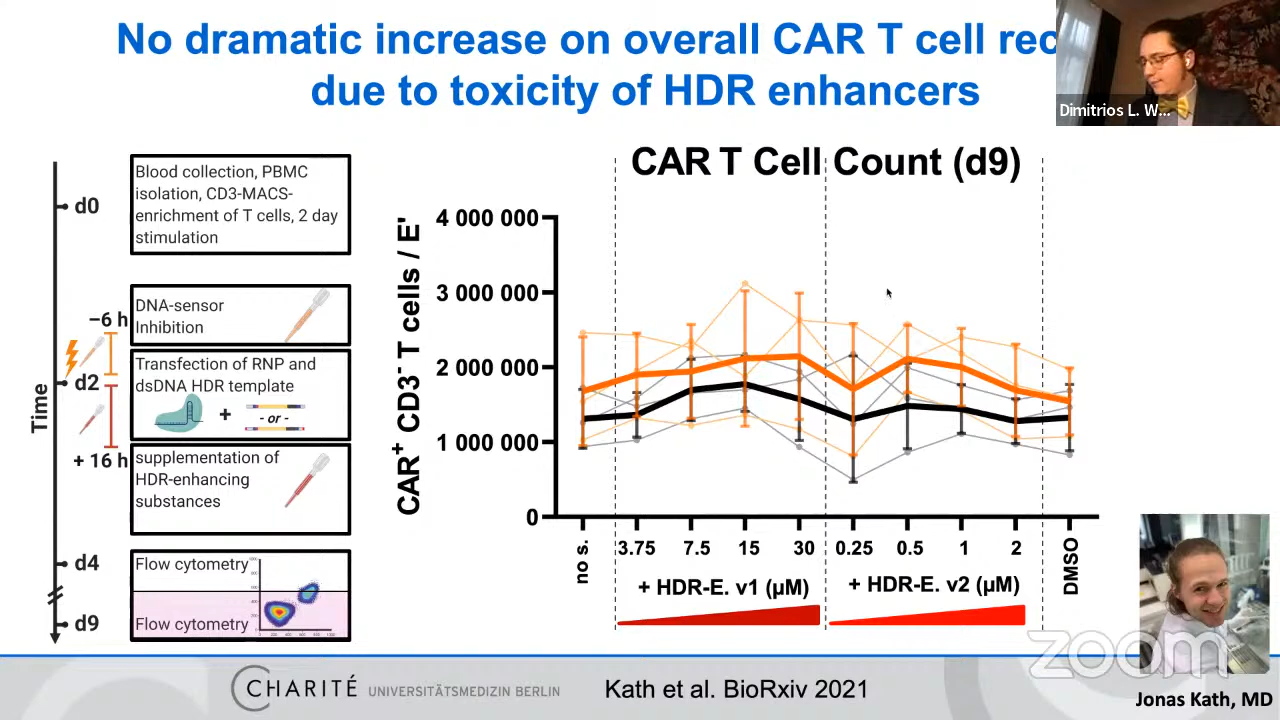 No dramatic increase on overall CAR T cell rec
due to toxicity of HDR enhancers
Dimitrios L. W...
Time
d0
–6 h
d2
+ 16 h
d4
d9
Blood collection, PBMC
isolation, CD3-MACS-
enrichment of T cells, 2 day
stimulation
DNA-sensor
Inhibition
Transfection of RNP and
dsDNA HDR template
+
- or -
supplementation of
HDR-enhancing
substances
Flow cytometry
Flow cytometry
CAR T Cell Count (d9)
CAR+ CD3- T cells / E'
4 000 000
3 000 000
2 000 000
1 000 000
0
no s.
3.75
7.5
15
30
0.25
0.5
1
2
DMSO
+ HDR-E. v1 (µM)
+ HDR-E. v2 (µM)
zoom
CHARITÉ UNIVERSITÄTSMEDIZIN BERLIN
Kath et al. BioRxiv 2021
Jonas Kath, MD